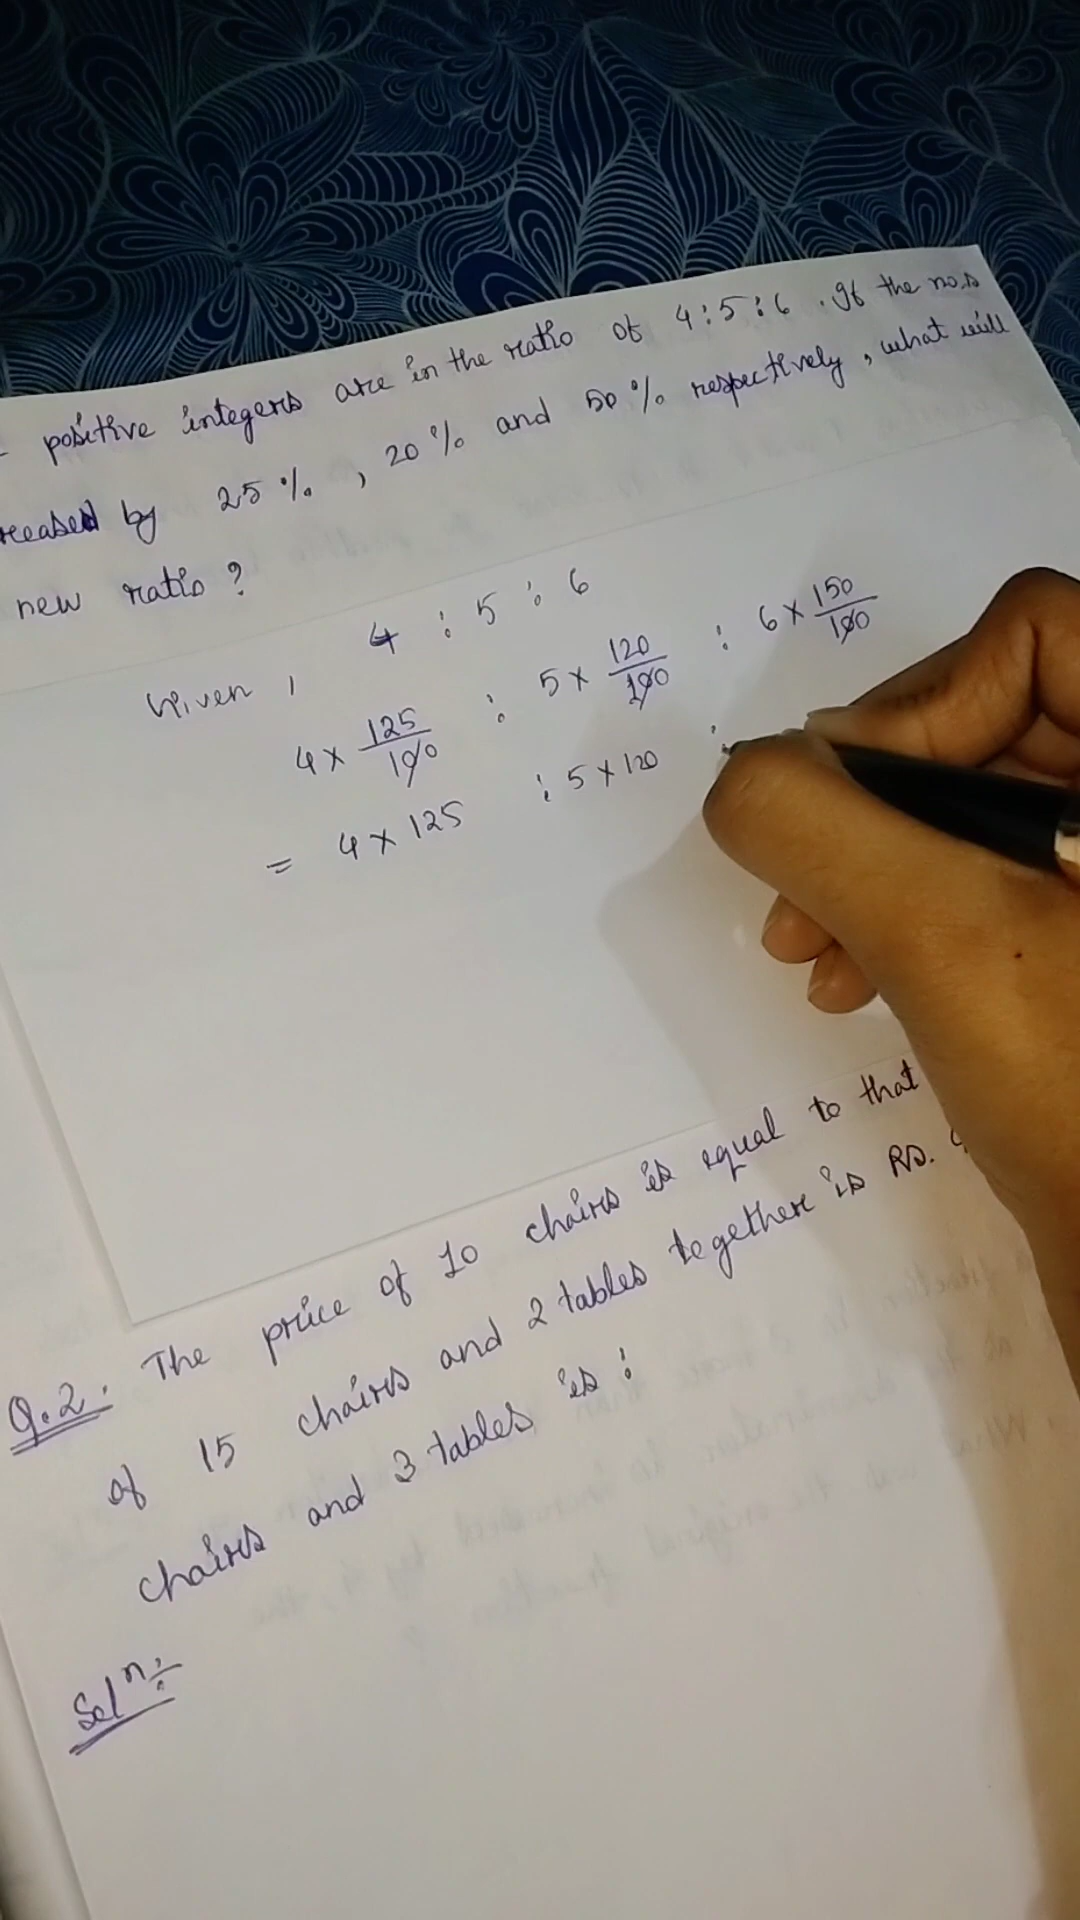 positive integers are in the ratio of 4:5:6. If the no.s
by 25%, 20% and 50% respectively, what will
new ratio?
Given, 4 : 5 : 6
4 × 125/100 : 5 × 120/100 : 6 × 150/100
= 4 × 125 : 5 × 120 :
Q.2. The price of 10 chairs is equal to that
of 15 chairs and 2 tables together is RS.
chairs and 3 tables is :
Solⁿ:-